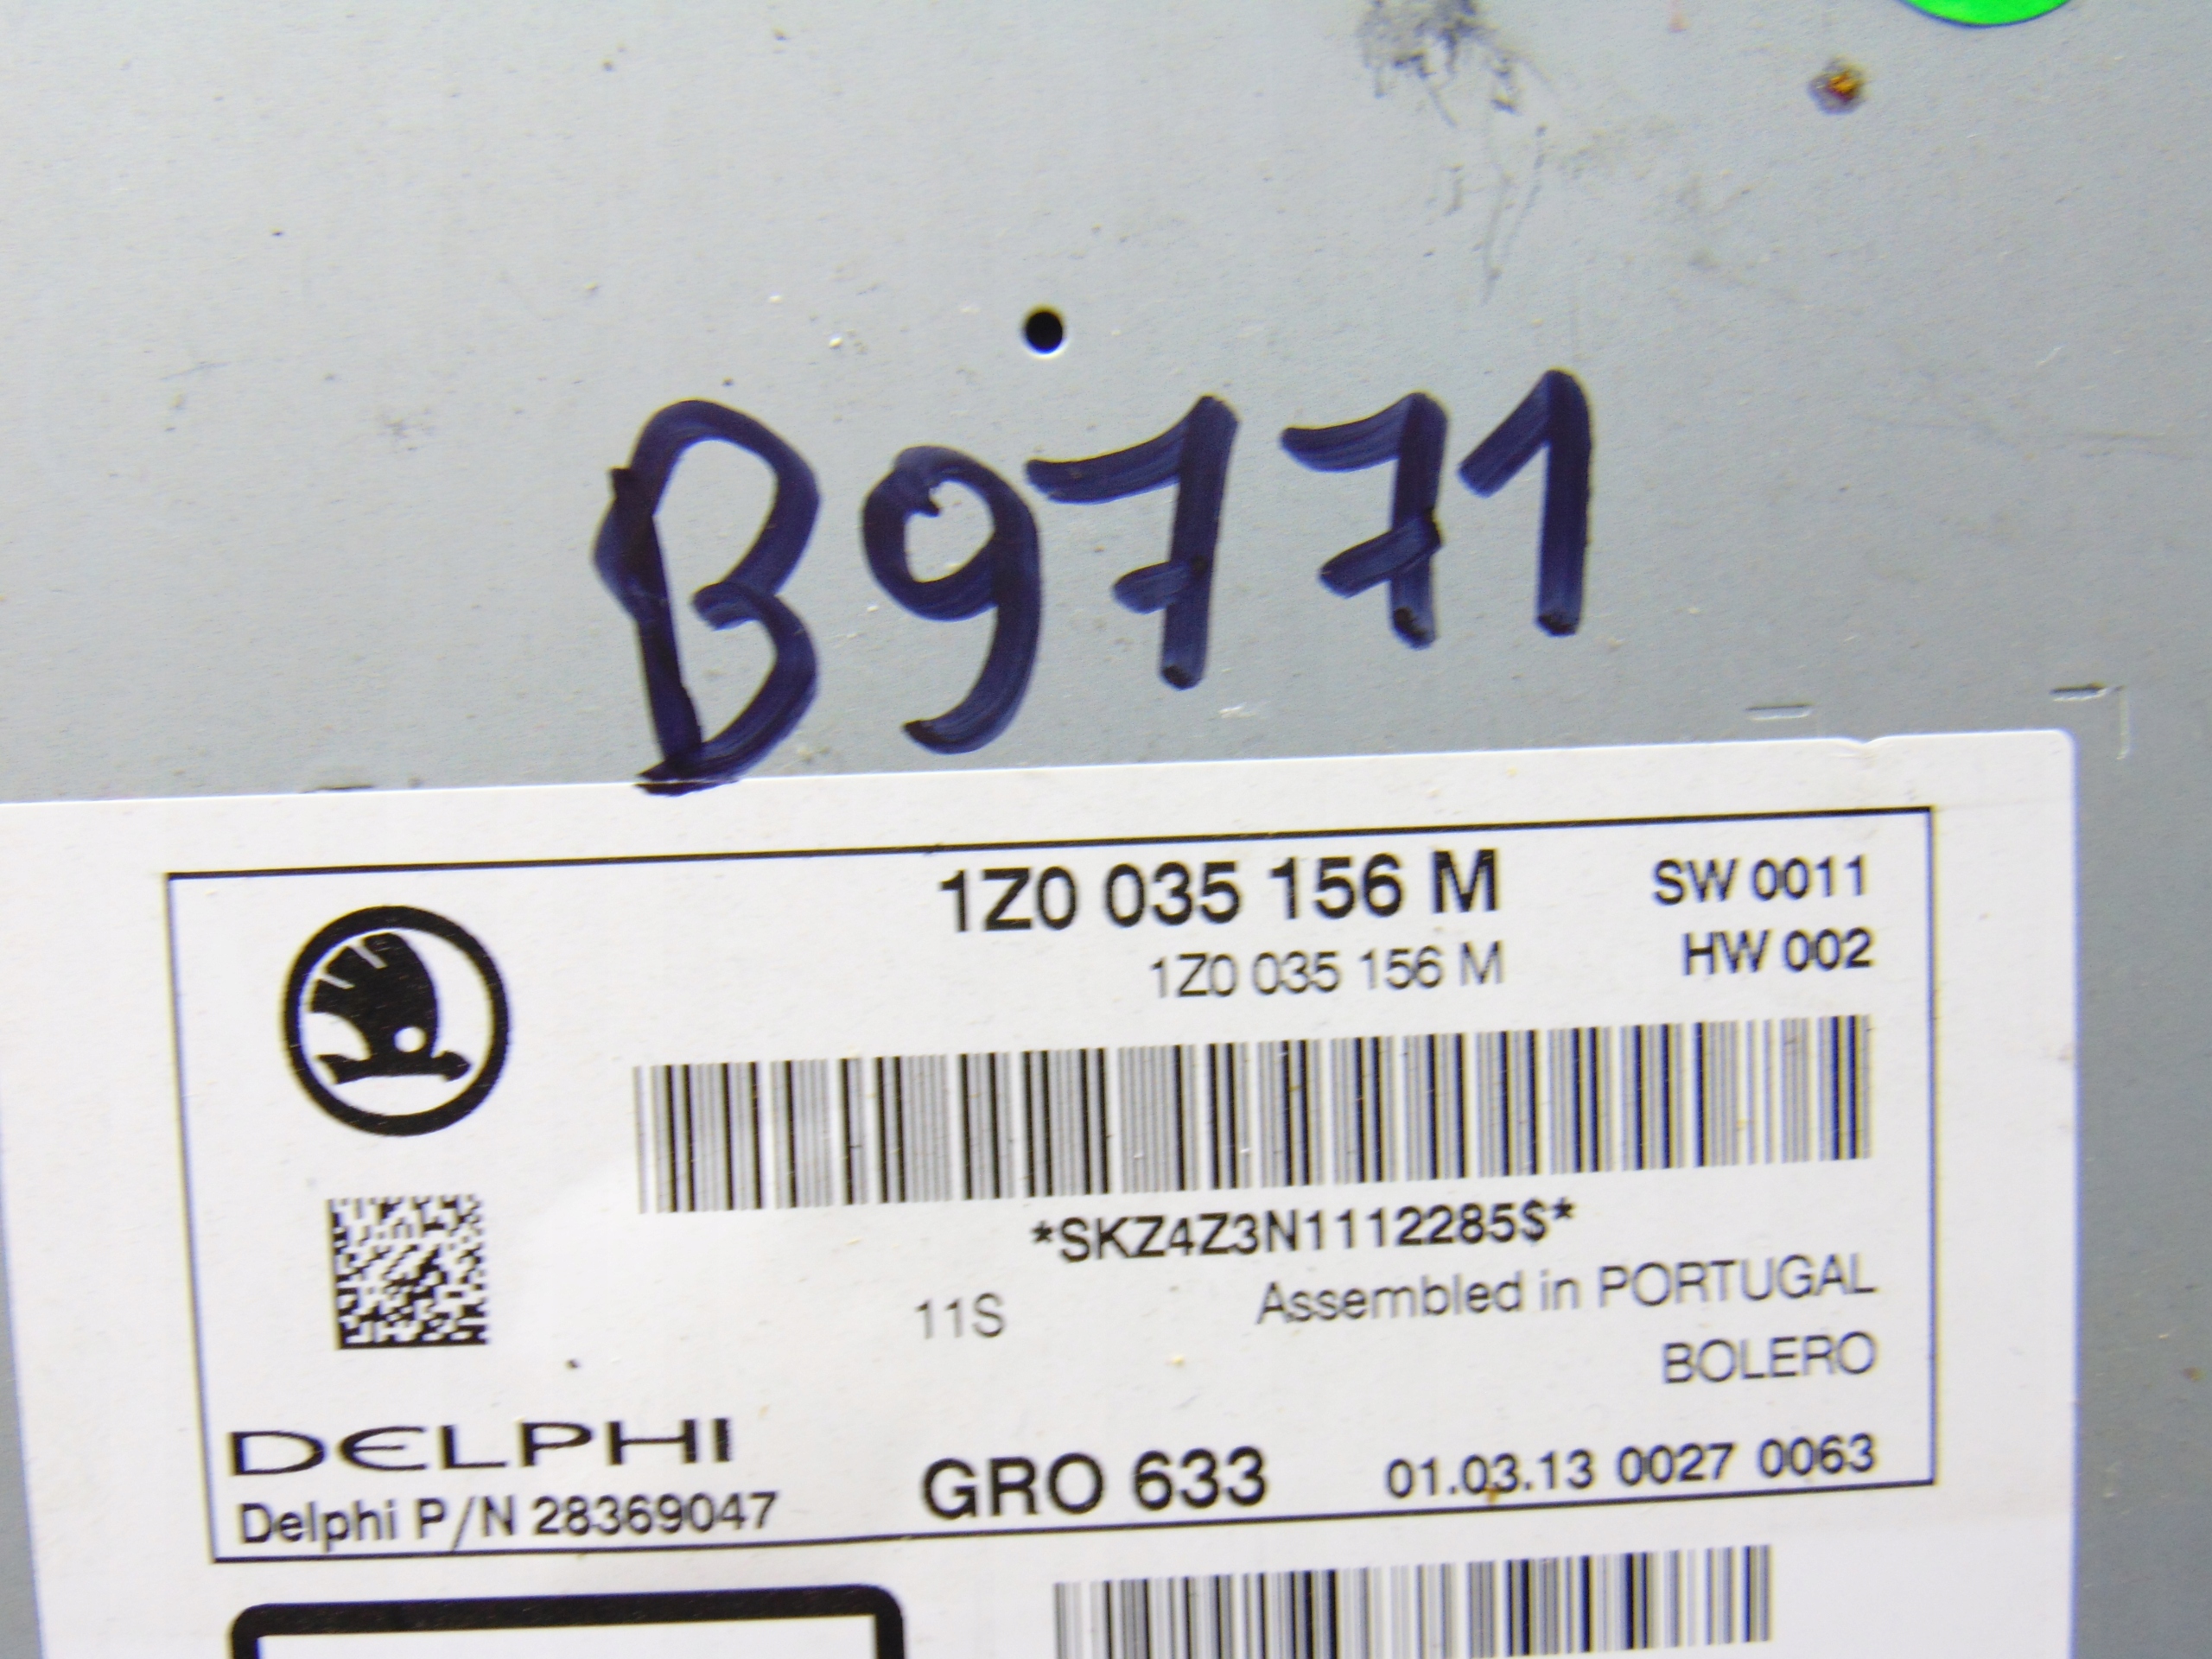 B9771
1Z0 035 156 M SW 0011
1Z0 035 156 M HW 002
*SKZ4Z3N1112285$*
11S Assembled in PORTUGAL
BOLERO
DELPHI
Delphi P/N 28369047 GRO 633 01.03.13 0027 0063